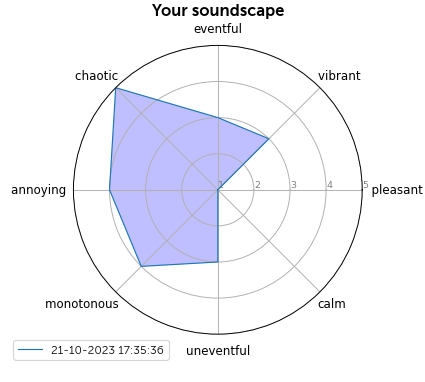 Your soundscape
eventful
chaotic
vibrant
annoying
1 2 3 4 5
pleasant
monotonous
calm
21-10-2023 17:35:36
uneventful